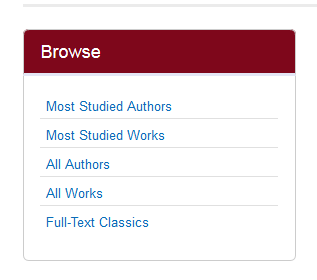 Browse
Most Studied Authors
Most Studied Works
All Authors
All Works
Full-Text Classics